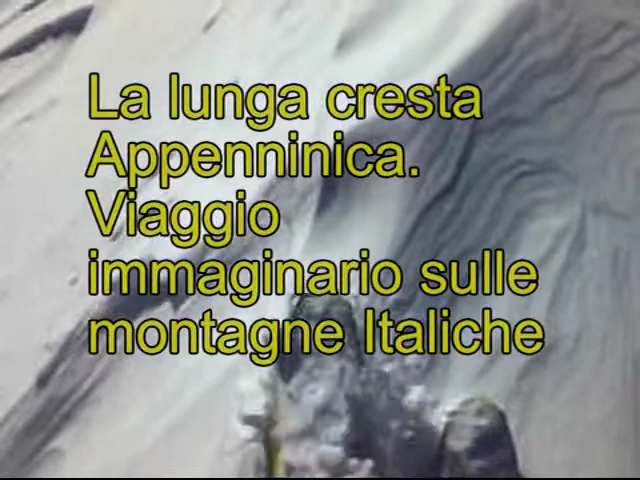 La lunga cresta
Appenninica.
Viaggio
immaginario sulle
montagne Italiche